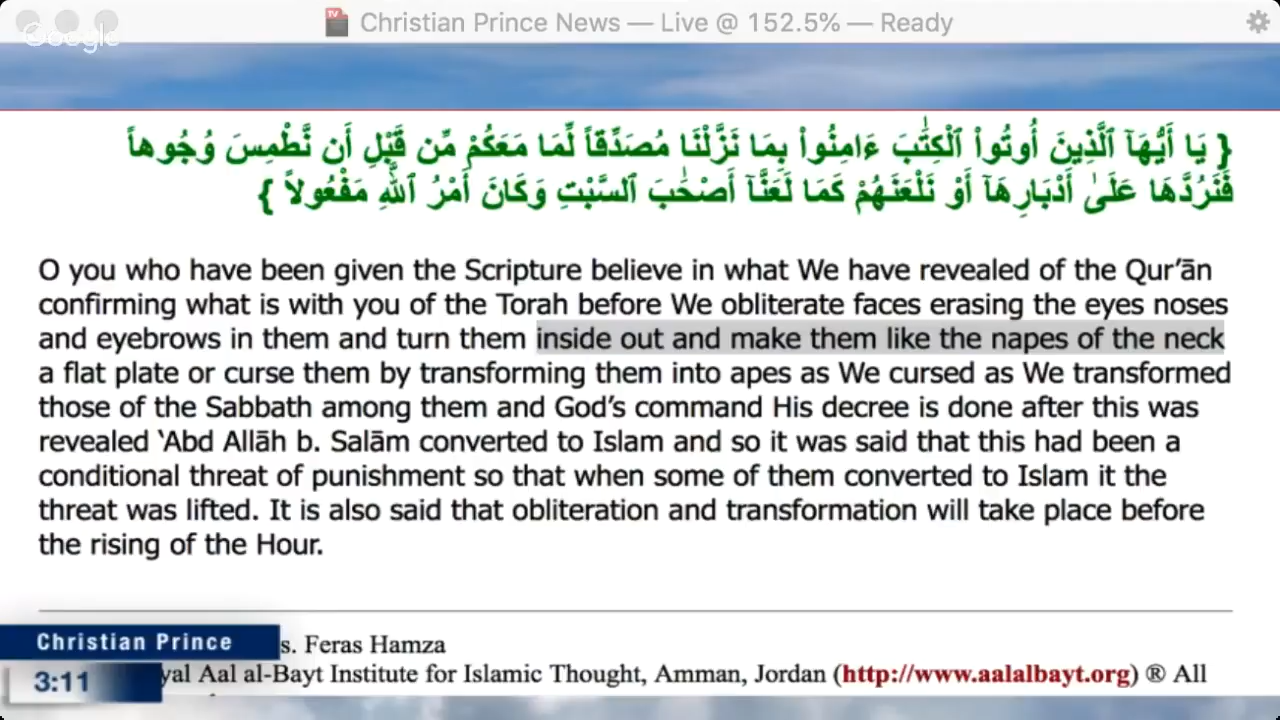 TV
Christian Prince News — Live @ 152.5% — Ready
Google
{ يَا أَيُّهَآ ٱلَّذِينَ أُوتُواْ ٱلْكِتَٰبَ ءَامِنُواْ بِمَا نَزَّلْنَا مُصَدِّقاً لِّمَا مَعَكُمْ مِّن قَبْلِ أَن نَّطْمِسَ وُجُوهاً
فَنَرُدَّهَا عَلَىٰ أَدْبَارِهَآ أَوْ نَلْعَنَهُمْ كَمَا لَعَنَّآ أَصْحَٰبَ ٱلسَّبْتِ وَكَانَ أَمْرُ ٱللَّهِ مَفْعُولاً }
O you who have been given the Scripture believe in what We have revealed of the Qur’ān
confirming what is with you of the Torah before We obliterate faces erasing the eyes noses
and eyebrows in them and turn them inside out and make them like the napes of the neck
a flat plate or curse them by transforming them into apes as We cursed as We transformed
those of the Sabbath among them and God’s command His decree is done after this was
revealed ‘Abd Allāh b. Salām converted to Islam and so it was said that this had been a
conditional threat of punishment so that when some of them converted to Islam it the
threat was lifted. It is also said that obliteration and transformation will take place before
the rising of the Hour.
Christian Prince
s. Feras Hamza
3:11
yal Aal al-Bayt Institute for Islamic Thought, Amman, Jordan (http://www.aalalbayt.org) ® All